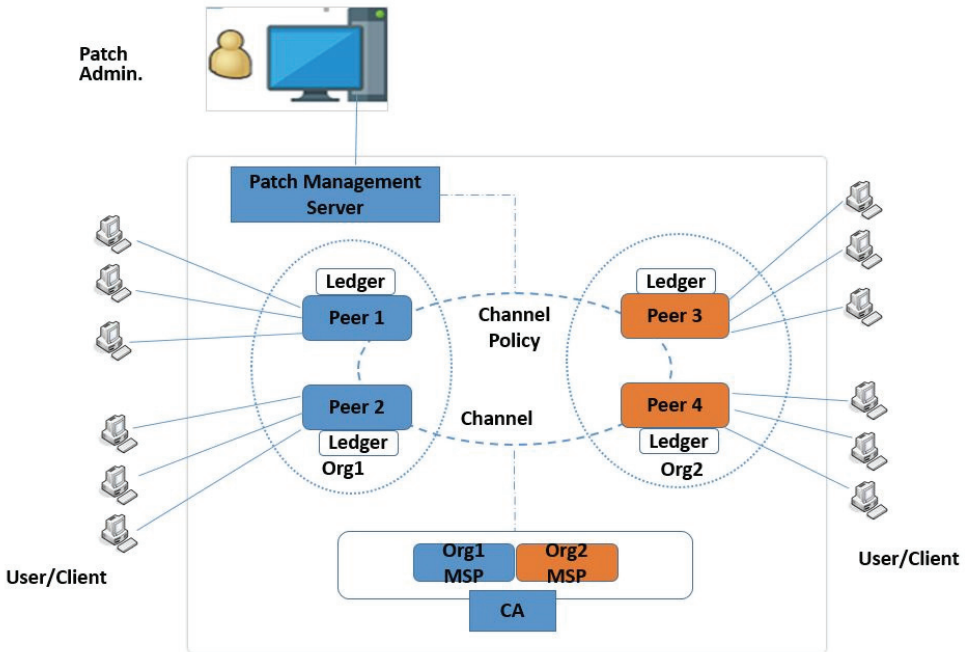 Patch
Admin.
Patch Management
Server
Ledger
Peer 1
Channel
Policy
Ledger
Peer 3
Peer 2
Ledger
Org1
Channel
Peer 4
Ledger
Org2
User/Client
User/Client
Org1
MSP
Org2
MSP
CA